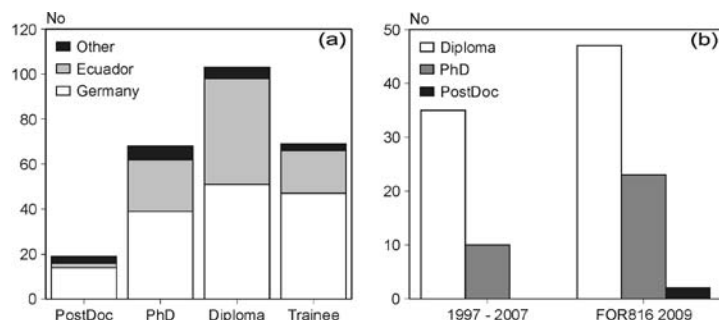 No
(a)
Other
Ecuador
Germany
120
100
80
60
40
20
0
PostDoc PhD Diploma Trainee
No
(b)
Diploma
PhD
PostDoc
50
40
30
20
10
0
1997 - 2007 FOR816 2009